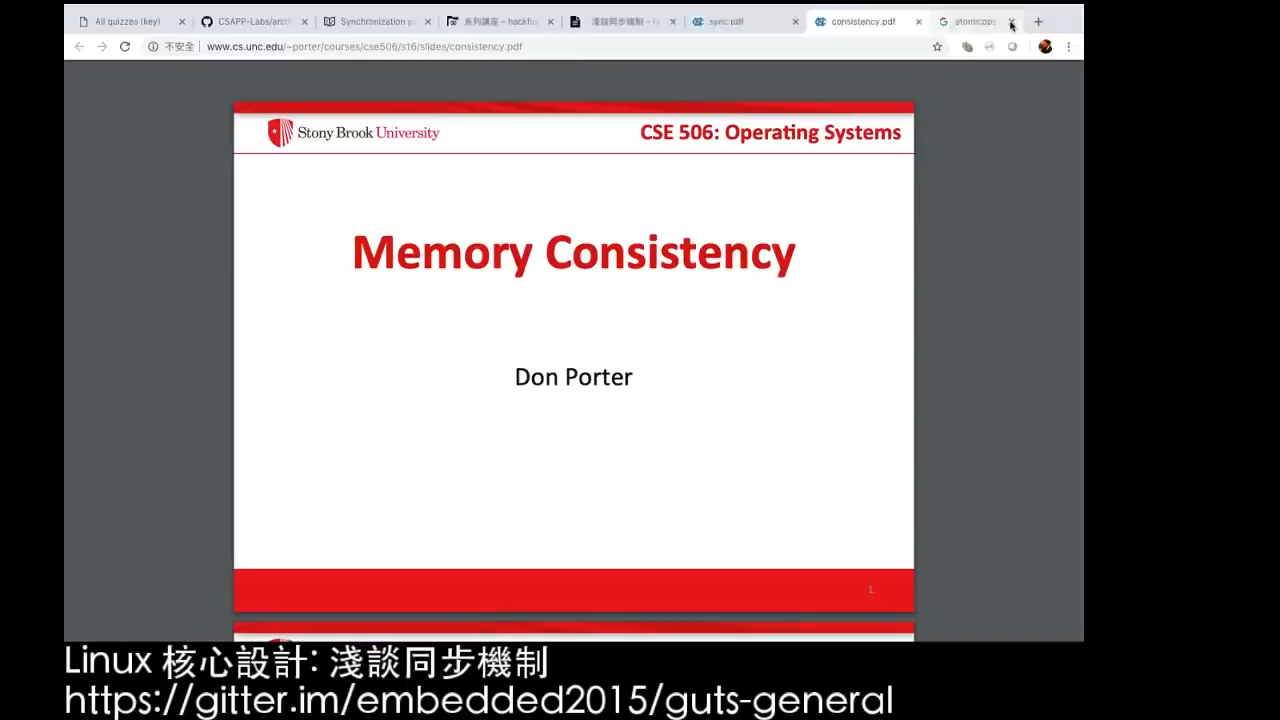 All quizzes (key)
CSAPP-Labs/arch
Synchronization p
系列講座 – hackfo
淺談同步機制 –
sync.pdf
consistency.pdf
atomicops
不安全
www.cs.unc.edu/~porter/courses/cse506/s16/slides/consistency.pdf
Stony Brook University
CSE 506: Operating Systems
Memory Consistency
Don Porter
1
Linux 核心設計: 淺談同步機制
https://gitter.im/embedded2015/guts-general